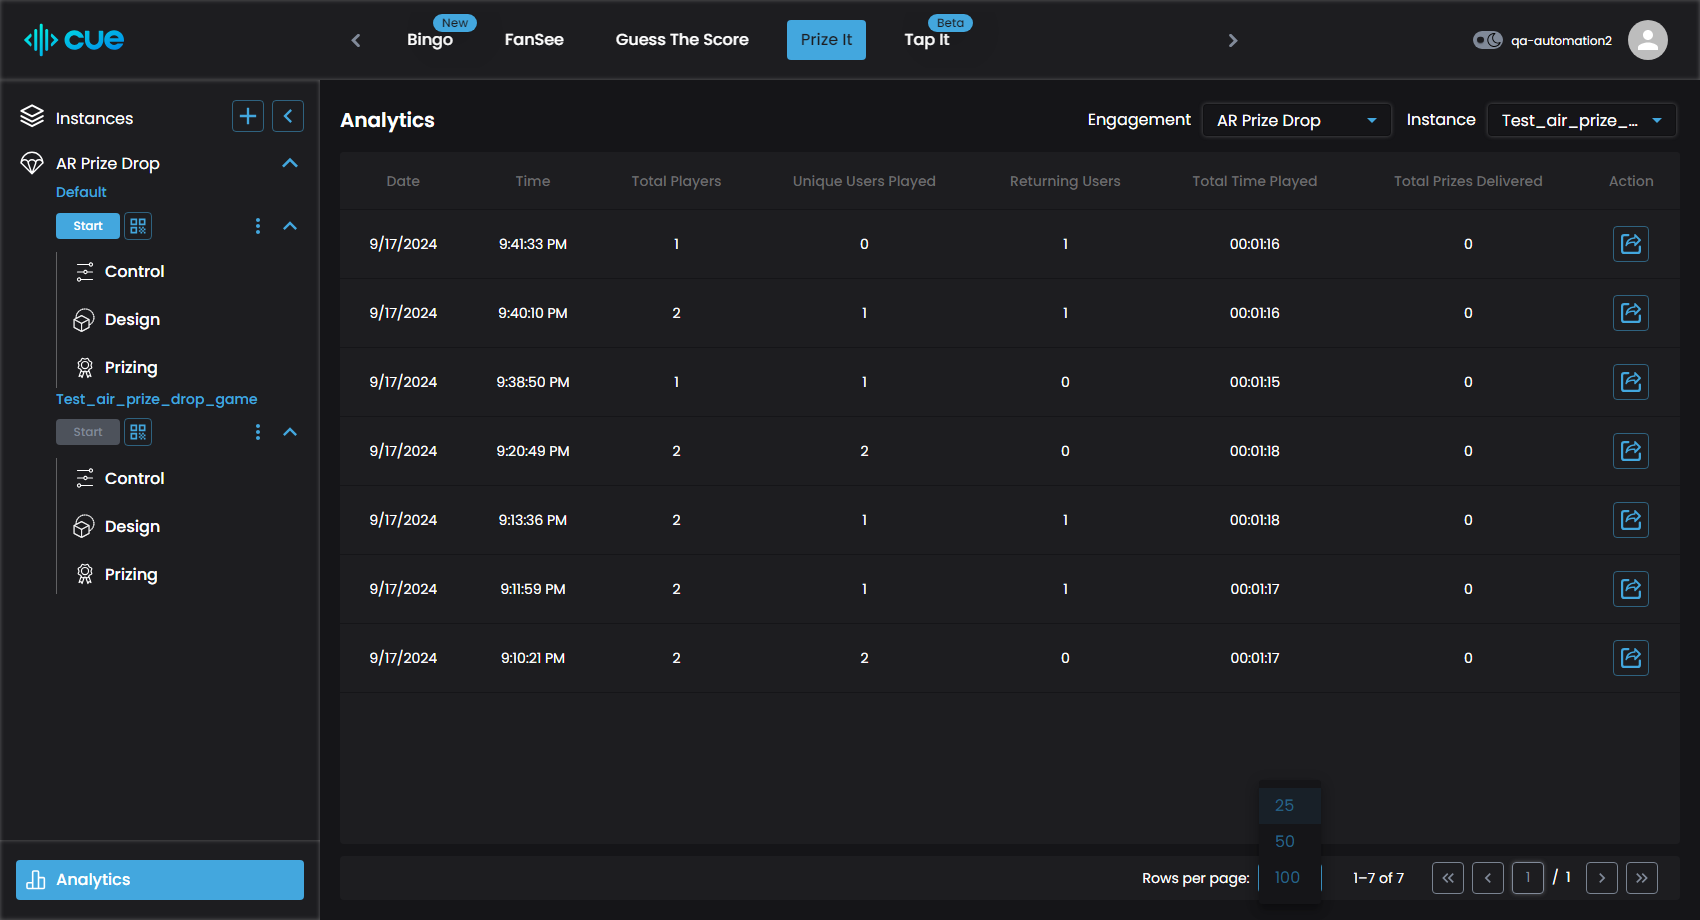 cue
New
Bingo
FanSee
Guess The Score
Prize It
Beta
Tap It
qa-automation2
Instances
AR Prize Drop
Default
Start
Control
Design
Prizing
Test_air_prize_drop_game
Start
Control
Design
Prizing
Analytics
Analytics
Engagement AR Prize Drop Instance Test_air_prize_...
Date Time Total Players Unique Users Played Returning Users Total Time Played Total Prizes Delivered Action
9/17/2024 9:41:33 PM 1 0 1 00:01:16 0
9/17/2024 9:40:10 PM 2 1 1 00:01:16 0
9/17/2024 9:38:50 PM 1 1 0 00:01:15 0
9/17/2024 9:20:49 PM 2 2 0 00:01:18 0
9/17/2024 9:13:36 PM 2 1 1 00:01:18 0
9/17/2024 9:11:59 PM 2 1 1 00:01:17 0
9/17/2024 9:10:21 PM 2 2 0 00:01:17 0
25
50
Rows per page: 100 1–7 of 7 1 / 1